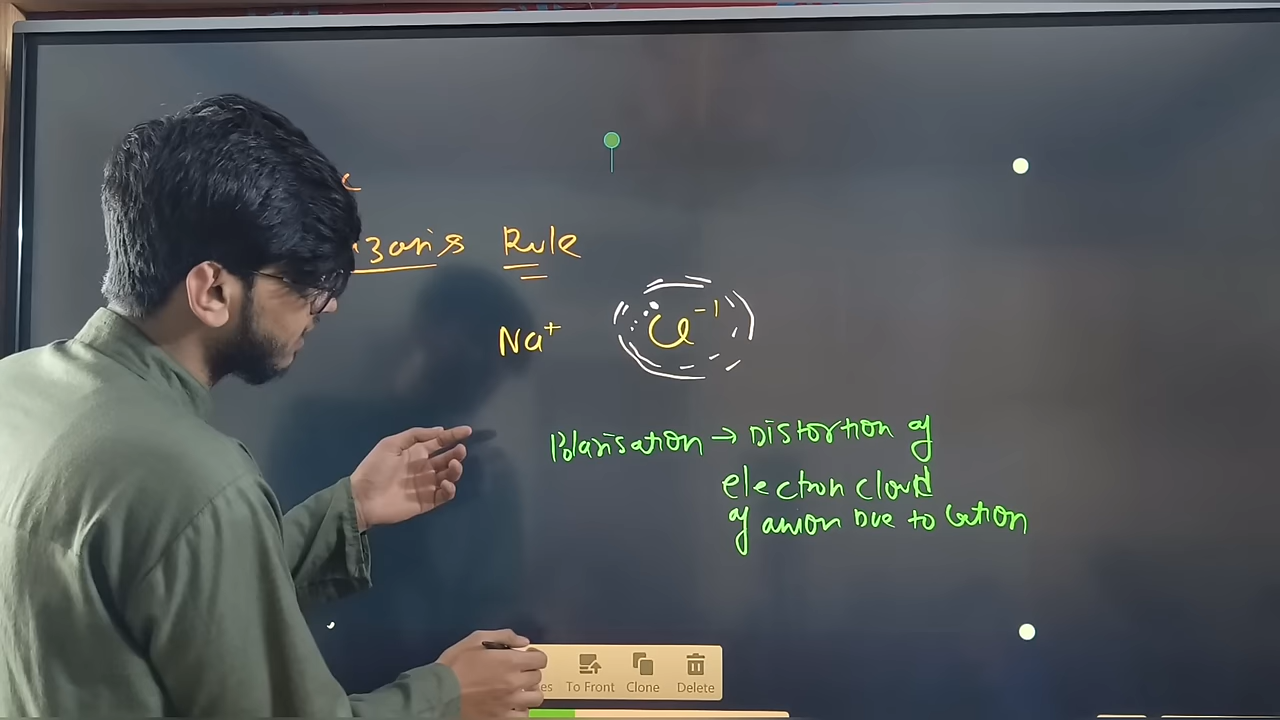 Rule
Na+
Cl-1
Polarisation → Distortion of
electron cloud
of anion Due to Cation
To Front Clone Delete